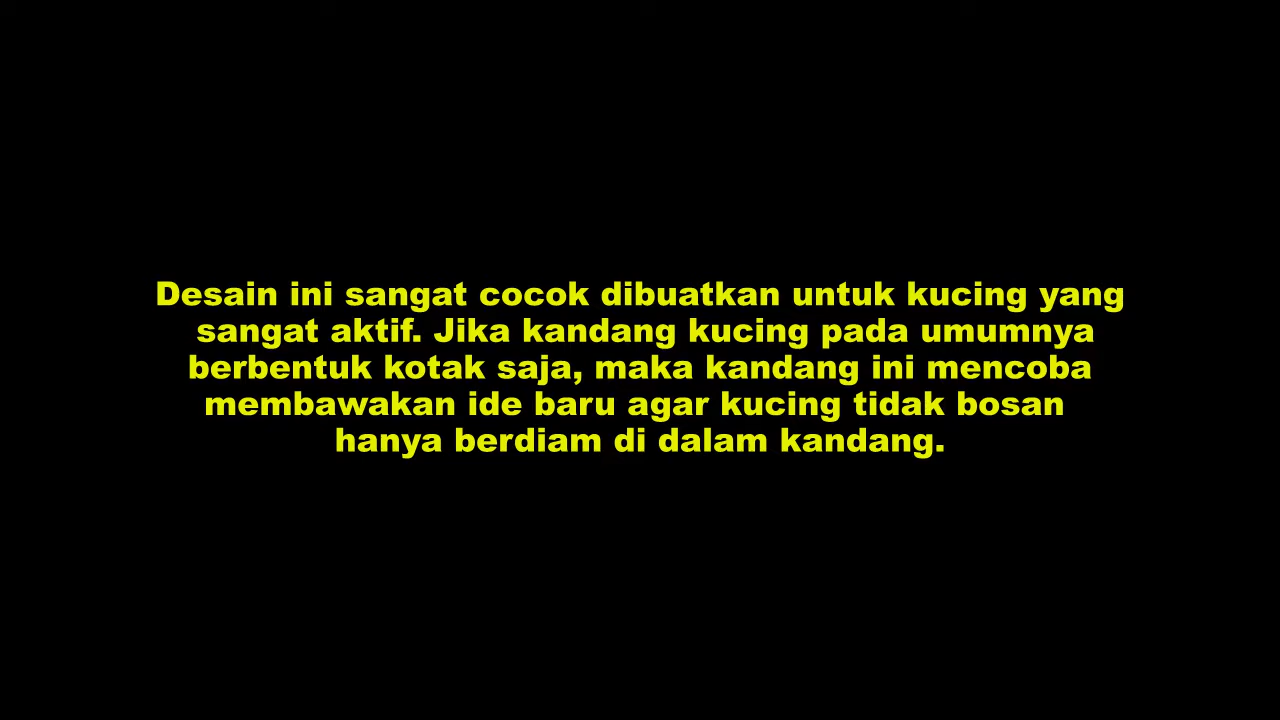 Desain ini sangat cocok dibuatkan untuk kucing yang
sangat aktif. Jika kandang kucing pada umumnya
berbentuk kotak saja, maka kandang ini mencoba
membawakan ide baru agar kucing tidak bosan
hanya berdiam di dalam kandang.